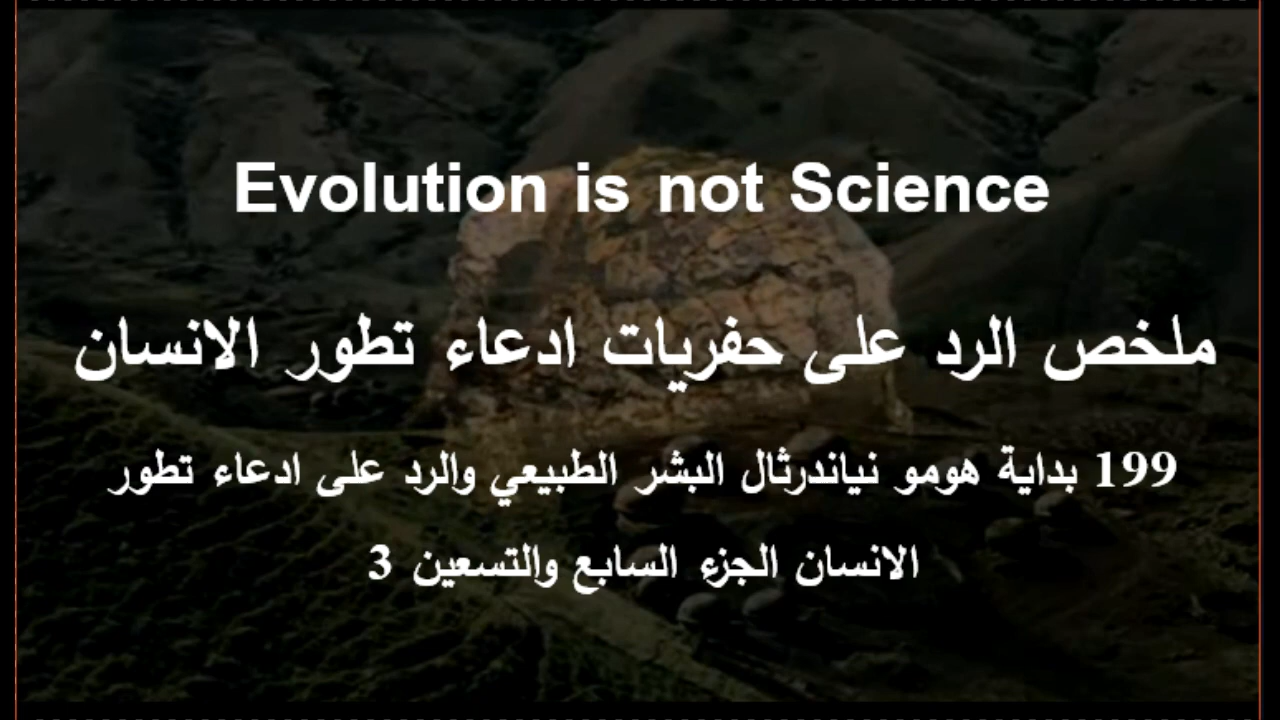 Evolution is not Science
ملخص الرد على حفريات ادعاء تطور الانسان
199 بداية هومو نياندرثال البشر الطبيعي والرد على ادعاء تطور
الانسان الجزء السابع والتسعين 3